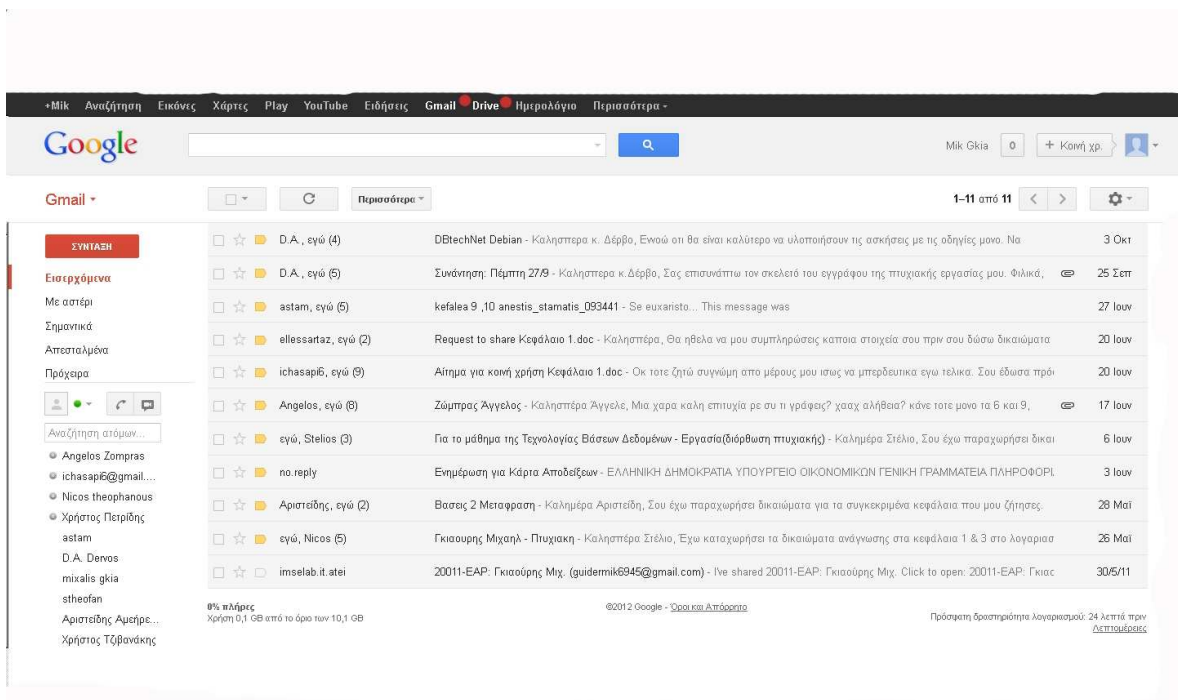 +Mik Αναζήτηση Εικόνες Χάρτες Play YouTube Ειδήσεις Gmail Drive Ημερολόγιο Περισσότερα
Google
Mik Gkia 0 + Κοινή χρ.
Gmail
Περισσότερα
1–11 από 11
ΣΥΝΤΑΞΗ
Εισερχόμενα
Με αστέρι
Σημαντικά
Απεσταλμένα
Πρόχειρα
Αναζήτηση ατόμων...
Angelos Zompras
ichasapi6@gmail....
Nicos theophanous
Χρήστος Πετρίδης
astam
D.A. Dervos
mixalis gkia
stheofan
Αριστείδης Αμεήρε...
Χρήστος Τζιβανάκης
D.A., εγώ (4) DBtechNet Debian - Καλησπερα κ. Δέρβο, Εννοώ οτι θα είναι καλύτερο να υλοποιήσουν τις ασκήσεις με τις οδηγίες μονο. Να 3 Οκτ
D.A., εγώ (5) Συνάντηση: Πέμπτη 27/9 - Καλησπερα κ.Δέρβο, Σας επισυνάπτω τον σκελετό του εγγράφου της πτυχιακής εργασίας μου. Φιλικά, 25 Σεπ
astam, εγώ (5) kefalea 9 ,10 anestis_stamatis_093441 - Se euxaristo... This message was 27 Ιουν
ellessartaz, εγώ (2) Request to share Κεφάλαιο 1.doc - Καλησπέρα, Θα ηθελα να μου συμπληρώσεις καποια στοιχεία σου πριν σου δώσω δικαιώματα 20 Ιουν
ichasapi6, εγώ (9) Αίτημα για κοινή χρήση Κεφάλαιο 1.doc - Οκ τοτε ζητώ συγνώμη απο μέρους μου ισως να μπερδευτικα εγω τελικα. Σου έδωσα πρόσ 20 Ιουν
Angelos, εγώ (8) Ζώμπρας Άγγελος - Καλησπέρα Άγγελε, Μια χαρα καλη επιτυχία ρε συ τι γράφεις? χααχ αλήθεια? κάνε τοτε μονο τα 6 και 9, 17 Ιουν
εγώ, Stelios (3) Για το μάθημα της Τεχνολογίας Βάσεων Δεδομένων - Εργασία(διόρθωση πτυχιακής) - Καλημέρα Στέλιο, Σου έχω παραχωρήσει δικαι 6 Ιουν
no.reply Ενημέρωση για Κάρτα Αποδείξεων - ΕΛΛΗΝΙΚΗ ΔΗΜΟΚΡΑΤΙΑ ΥΠΟΥΡΓΕΙΟ ΟΙΚΟΝΟΜΙΚΩΝ ΓΕΝΙΚΗ ΓΡΑΜΜΑΤΕΙΑ ΠΛΗΡΟΦΟΡΙ 3 Ιουν
Αριστείδης, εγώ (2) Βασεις 2 Μεταφραση - Καλημέρα Αριστείδη, Σου έχω παραχωρήσει δικαιώματα για τα συγκεκριμένα κεφάλαια που μου ζήτησες. 28 Μαϊ
εγώ, Nicos (5) Γκιαουρης Μιχαηλ - Πτυχιακη - Καλησπέρα Στέλιο, Έχω καταχωρήσει τα δικαιώματα ανάγνωσης στα κεφάλαια 1 & 3 στο λογαριασ 26 Μαϊ
imselab.it.atei 20011-ΕΑΡ: Γκιαούρης Μιχ. (guidermik6945@gmail.com) - I've shared 20011-ΕΑΡ: Γκιαούρης Μιχ. Click to open: 20011-ΕΑΡ: Γκιας 30/5/11
0% πλήρες
Χρήση 0,1 GB από το όριο των 10,1 GB
©2012 Google - Όροι και Απόρρητο
Πρόσφατη δραστηριότητα λογαριασμού: 24 λεπτά πριν
Λεπτομέρειες